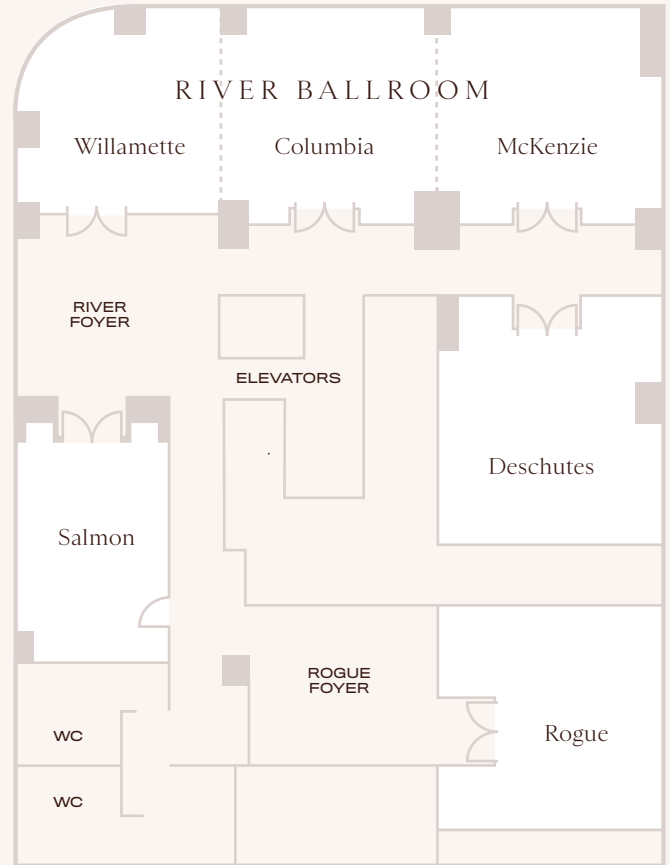 RIVER BALLROOM
Willamette
Columbia
McKenzie
RIVER
FOYER
ELEVATORS
Deschutes
Salmon
ROGUE
FOYER
Rogue
WC
WC